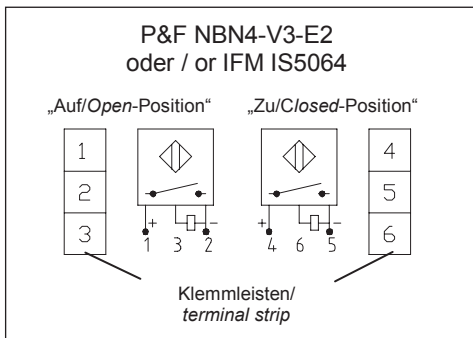 P&F NBN4-V3-E2
oder / or IFM IS5064
„Auf/Open-Position“ „Zu/Closed-Position“
1 4
2 5
3 6
+ - + -
1 3 2 4 6 5
Klemmleisten/
terminal strip